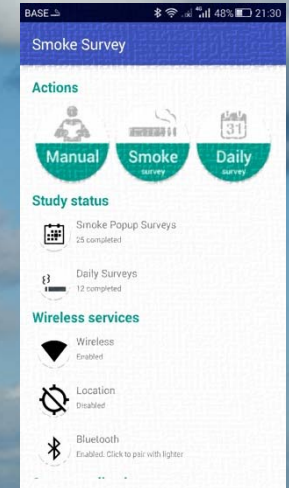 BASE 4G 48% 21:30
Smoke Survey
Actions
Manual
Smoke
survey
Daily
survey
31
Study status
Smoke Popup Surveys
25 completed
Daily Surveys
12 completed
Wireless services
Wireless
Enabled
Location
Disabled
Bluetooth
Enabled. Click to pair with lighter